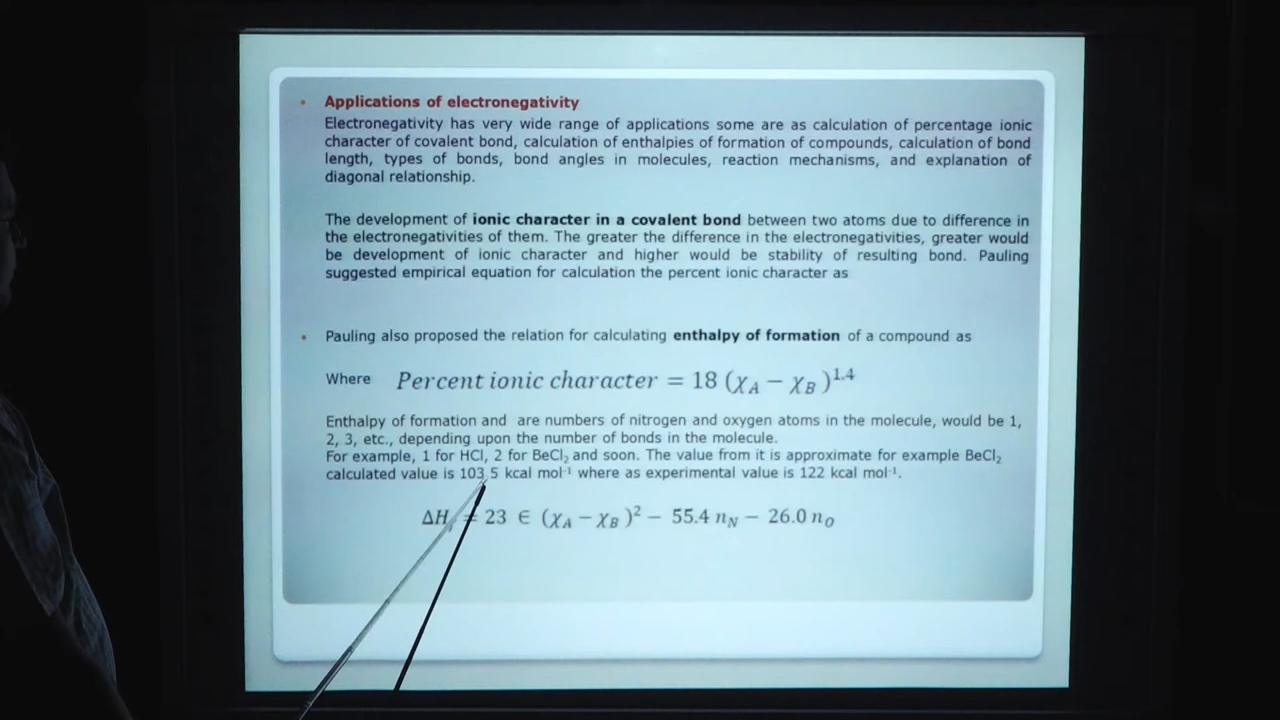 • Applications of electronegativity
Electronegativity has very wide range of applications some are as calculation of percentage ionic
character of covalent bond, calculation of enthalpies of formation of compounds, calculation of bond
length, types of bonds, bond angles in molecules, reaction mechanisms, and explanation of
diagonal relationship.
The development of ionic character in a covalent bond between two atoms due to difference in
the electronegativities of them. The greater the difference in the electronegativities, greater would
be development of ionic character and higher would be stability of resulting bond. Pauling
suggested empirical equation for calculation the percent ionic character as
• Pauling also proposed the relation for calculating enthalpy of formation of a compound as
Where Percent ionic character = 18 (χ_A − χ_B)^1.4
Enthalpy of formation and are numbers of nitrogen and oxygen atoms in the molecule, would be 1,
2, 3, etc., depending upon the number of bonds in the molecule.
For example, 1 for HCl, 2 for BeCl₂ and soon. The value from it is approximate for example BeCl₂
calculated value is 103.5 kcal mol⁻¹ where as experimental value is 122 kcal mol⁻¹.
ΔH_f = 23 ∈ (χ_A − χ_B)² − 55.4 n_N − 26.0 n_O